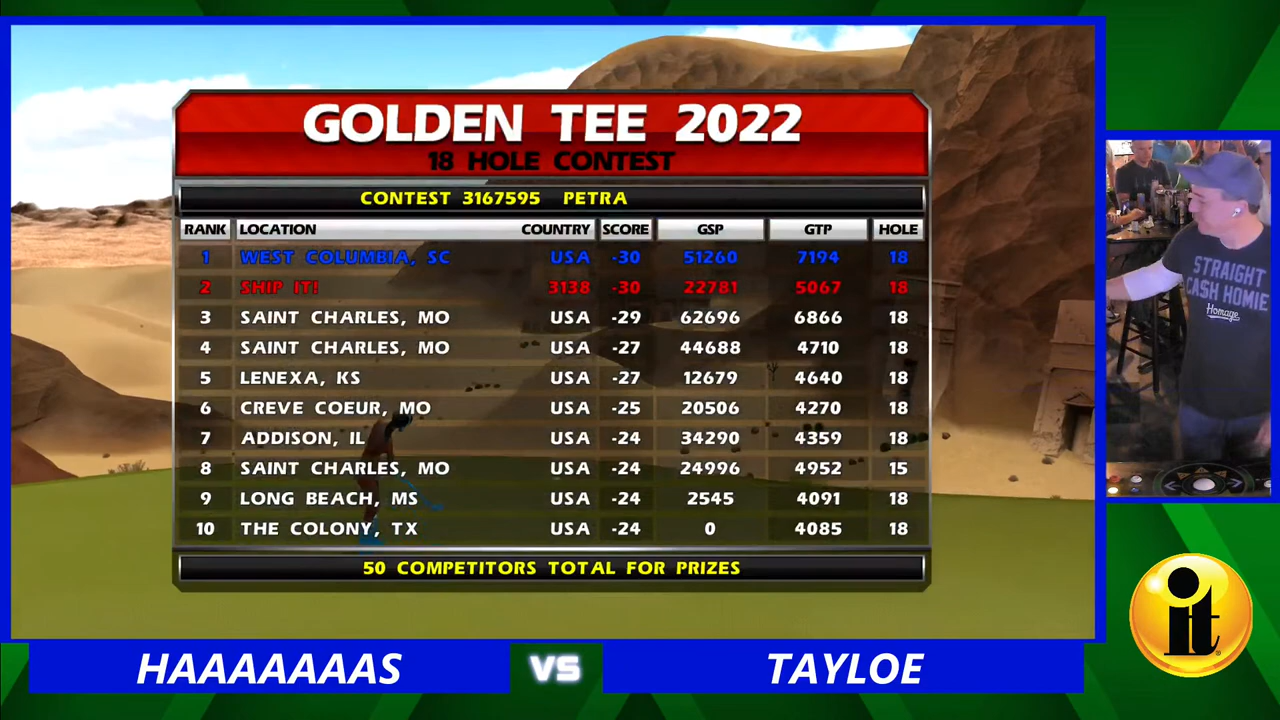 GOLDEN TEE 2022
18 HOLE CONTEST
CONTEST 3167595 PETRA
RANK LOCATION COUNTRY SCORE GSP GTP HOLE
1 WEST COLUMBIA, SC USA -30 51260 7194 18
2 SHIP IT! 3138 -30 22781 5067 18
3 SAINT CHARLES, MO USA -29 62696 6866 18
4 SAINT CHARLES, MO USA -27 44688 4710 18
5 LENEXA, KS USA -27 12679 4640 18
6 CREVE COEUR, MO USA -25 20506 4270 18
7 ADDISON, IL USA -24 34290 4359 18
8 SAINT CHARLES, MO USA -24 24996 4952 15
9 LONG BEACH, MS USA -24 2545 4091 18
10 THE COLONY, TX USA -24 0 4085 18
50 COMPETITORS TOTAL FOR PRIZES
STRAIGHT
CASH HOMIE
Homage.
it
HAAAAAAAS VS TAYLOE